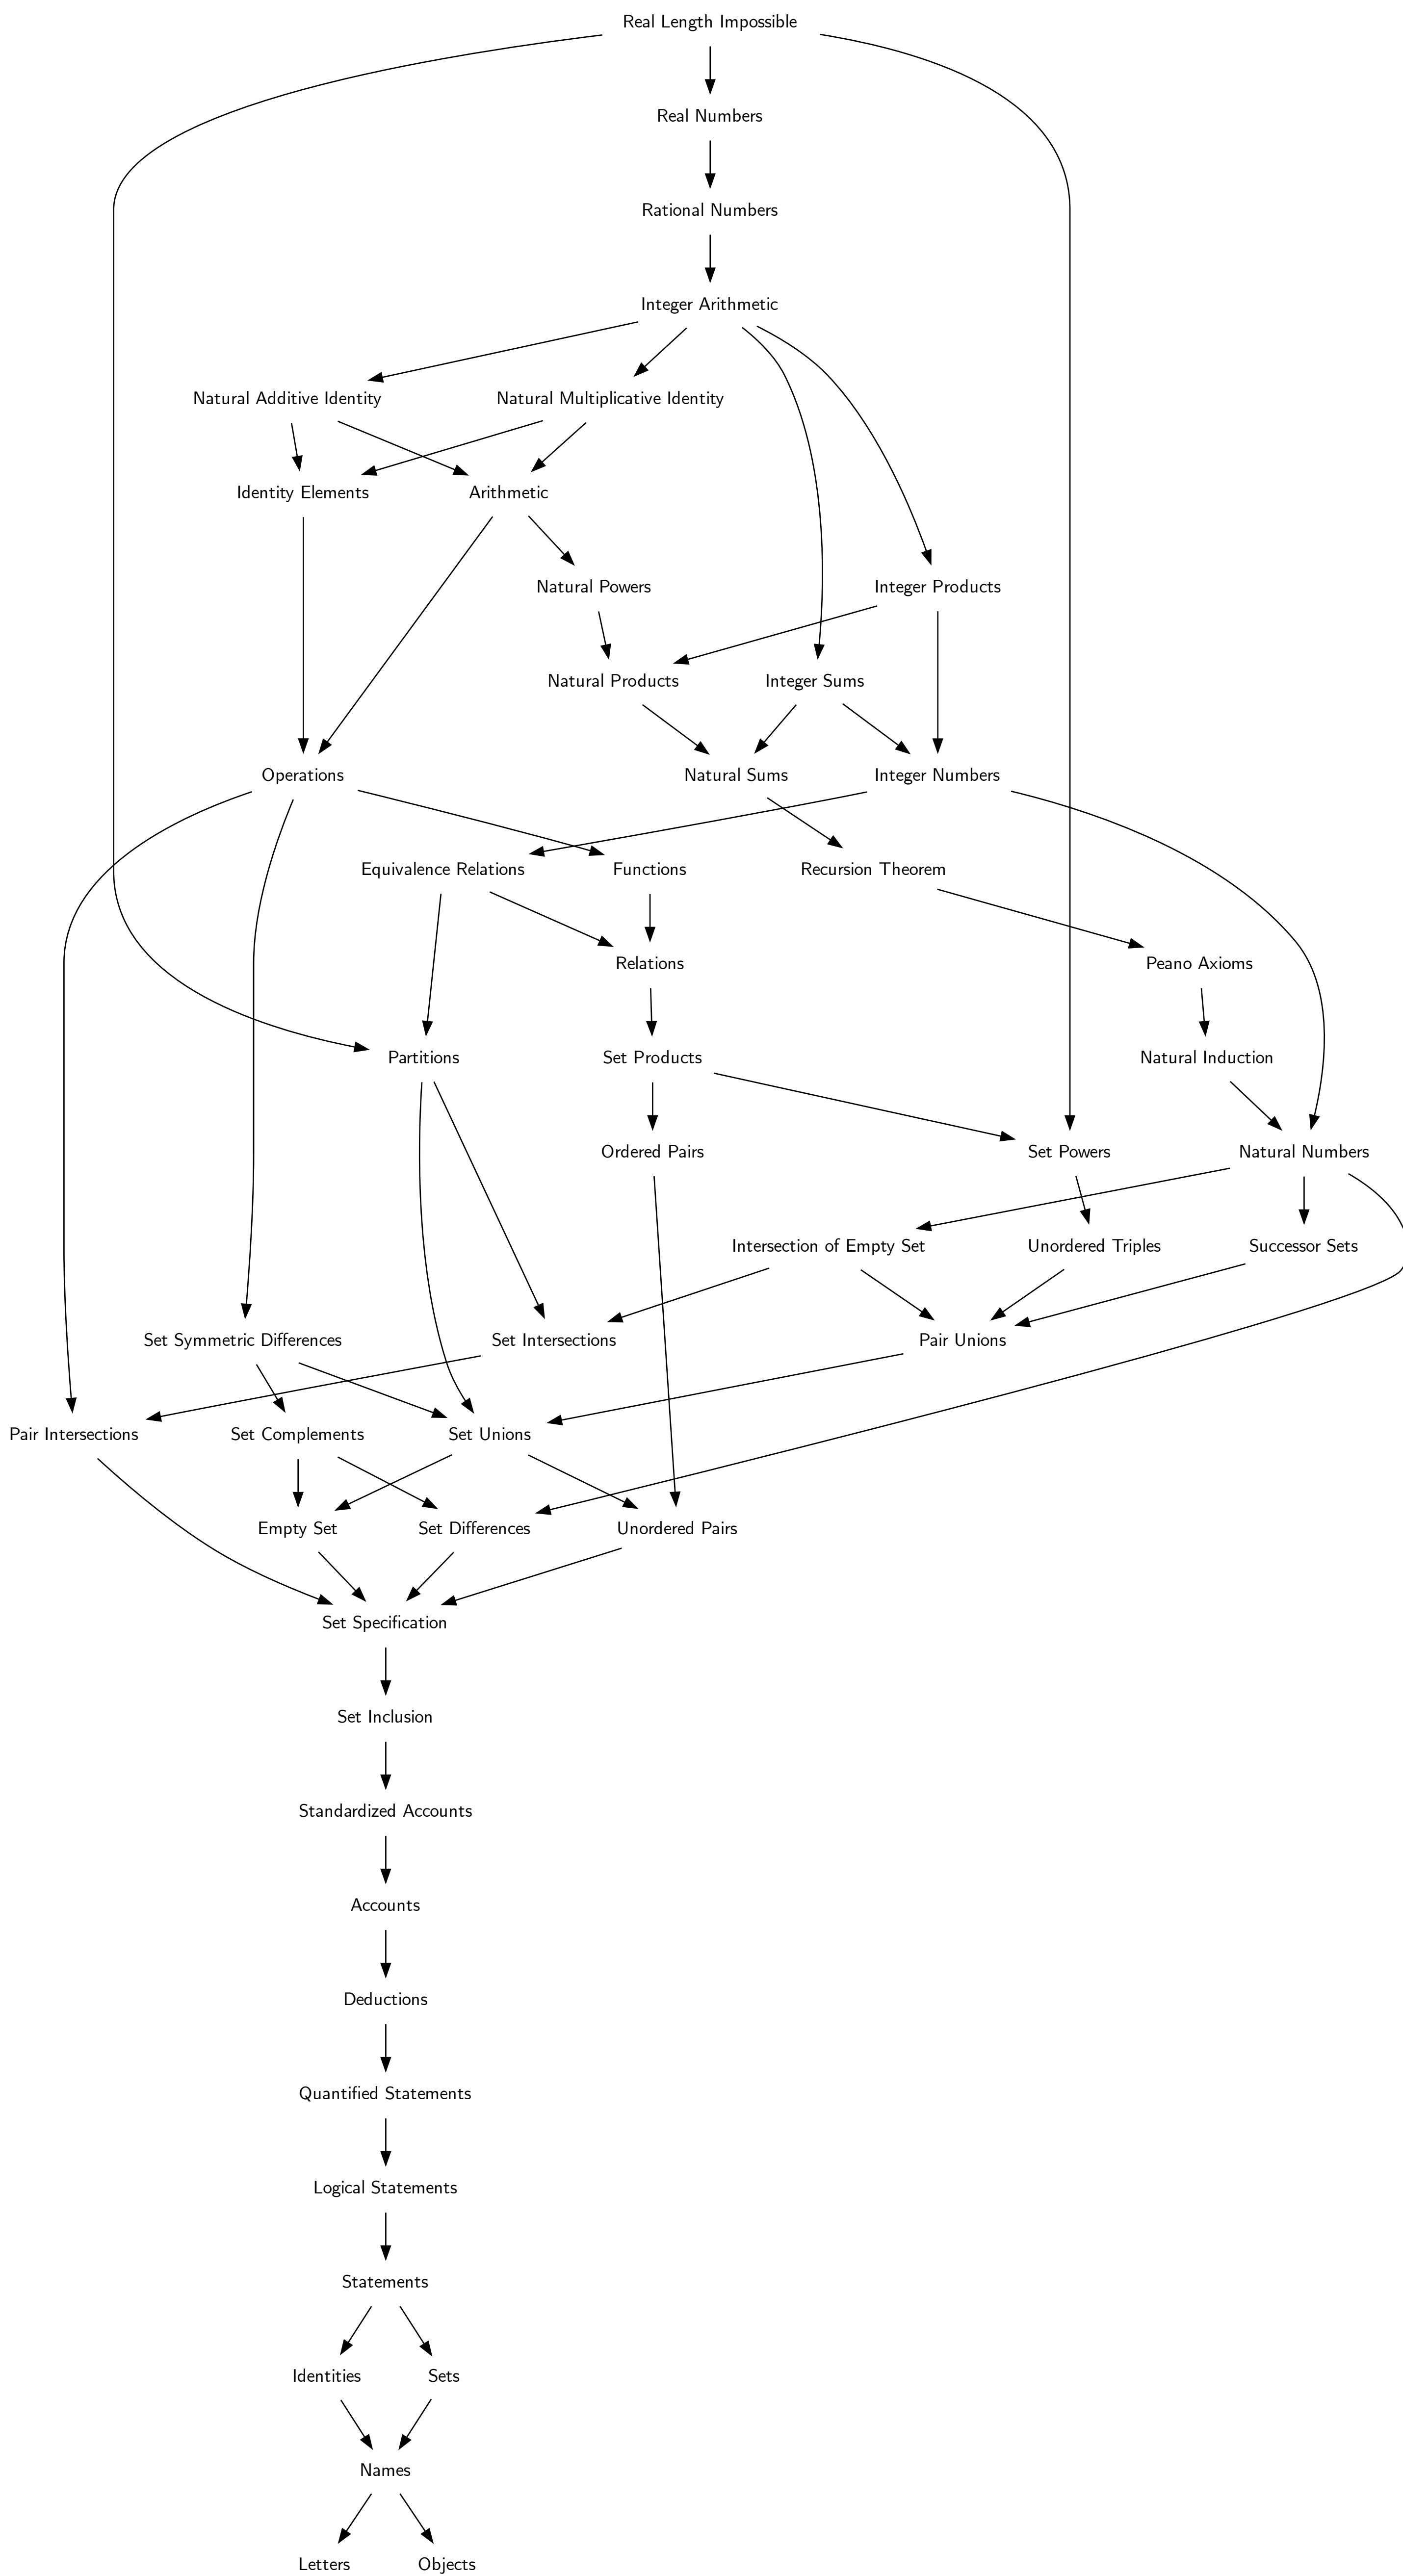 Real Length Impossible
Real Numbers
Rational Numbers
Integer Arithmetic
Natural Additive Identity
Natural Multiplicative Identity
Identity Elements
Arithmetic
Natural Powers
Integer Products
Natural Products
Integer Sums
Operations
Natural Sums
Integer Numbers
Equivalence Relations
Functions
Recursion Theorem
Relations
Peano Axioms
Partitions
Set Products
Natural Induction
Ordered Pairs
Set Powers
Natural Numbers
Intersection of Empty Set
Unordered Triples
Successor Sets
Set Symmetric Differences
Set Intersections
Pair Unions
Pair Intersections
Set Complements
Set Unions
Empty Set
Set Differences
Unordered Pairs
Set Specification
Set Inclusion
Standardized Accounts
Accounts
Deductions
Quantified Statements
Logical Statements
Statements
Identities
Sets
Names
Letters
Objects